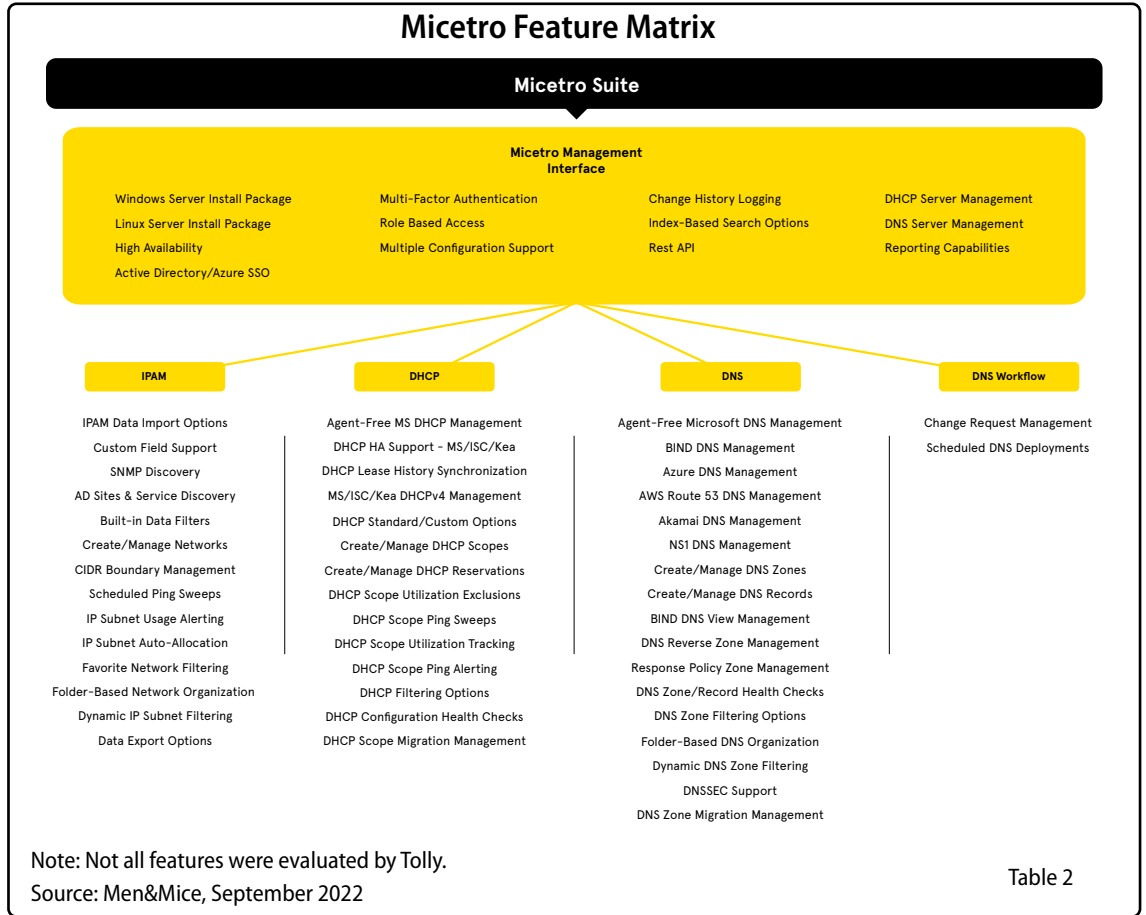 Micetro Feature Matrix
Micetro Suite
Micetro Management
Interface
Windows Server Install Package
Linux Server Install Package
High Availability
Active Directory/Azure SSO
Multi-Factor Authentication
Role Based Access
Multiple Configuration Support
Change History Logging
Index-Based Search Options
Rest API
DHCP Server Management
DNS Server Management
Reporting Capabilities
IPAM
IPAM Data Import Options
Custom Field Support
SNMP Discovery
AD Sites & Service Discovery
Built-in Data Filters
Create/Manage Networks
CIDR Boundary Management
Scheduled Ping Sweeps
IP Subnet Usage Alerting
IP Subnet Auto-Allocation
Favorite Network Filtering
Folder-Based Network Organization
Dynamic IP Subnet Filtering
Data Export Options
DHCP
Agent-Free MS DHCP Management
DHCP HA Support - MS/ISC/Kea
DHCP Lease History Synchronization
MS/ISC/Kea DHCPv4 Management
DHCP Standard/Custom Options
Create/Manage DHCP Scopes
Create/Manage DHCP Reservations
DHCP Scope Utilization Exclusions
DHCP Scope Ping Sweeps
DHCP Scope Utilization Tracking
DHCP Scope Ping Alerting
DHCP Filtering Options
DHCP Configuration Health Checks
DHCP Scope Migration Management
DNS
Agent-Free Microsoft DNS Management
BIND DNS Management
Azure DNS Management
AWS Route 53 DNS Management
Akamai DNS Management
NS1 DNS Management
Create/Manage DNS Zones
Create/Manage DNS Records
BIND DNS View Management
DNS Reverse Zone Management
Response Policy Zone Management
DNS Zone/Record Health Checks
DNS Zone Filtering Options
Folder-Based DNS Organization
Dynamic DNS Zone Filtering
DNSSEC Support
DNS Zone Migration Management
DNS Workflow
Change Request Management
Scheduled DNS Deployments
Note: Not all features were evaluated by Tolly.
Source: Men&Mice, September 2022
Table 2